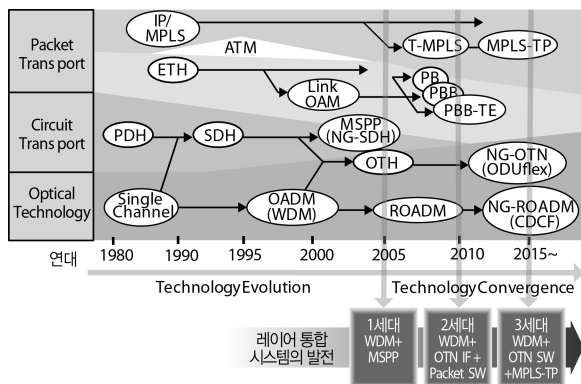 Packet
Trans port
IP/
MPLS
ATM
T-MPLS
MPLS-TP
ETH
Link
OAM
PB
PBB
PBB-TE
Circuit
Trans port
PDH
SDH
MSPP
(NG-SDH)
OTH
NG-OTN
(ODUflex)
Optical
Technology
Single
Channel
OADM
(WDM)
ROADM
NG-ROADM
(CDCF)
연대
1980 1990 1995 2000 2005 2010 2015~
Technology Evolution
Technology Convergence
레이어 통합
시스템의 발전
1세대
WDM+
MSPP
2세대
WDM+
OTN IF +
Packet SW
3세대
WDM+
OTN SW
+MPLS-TP